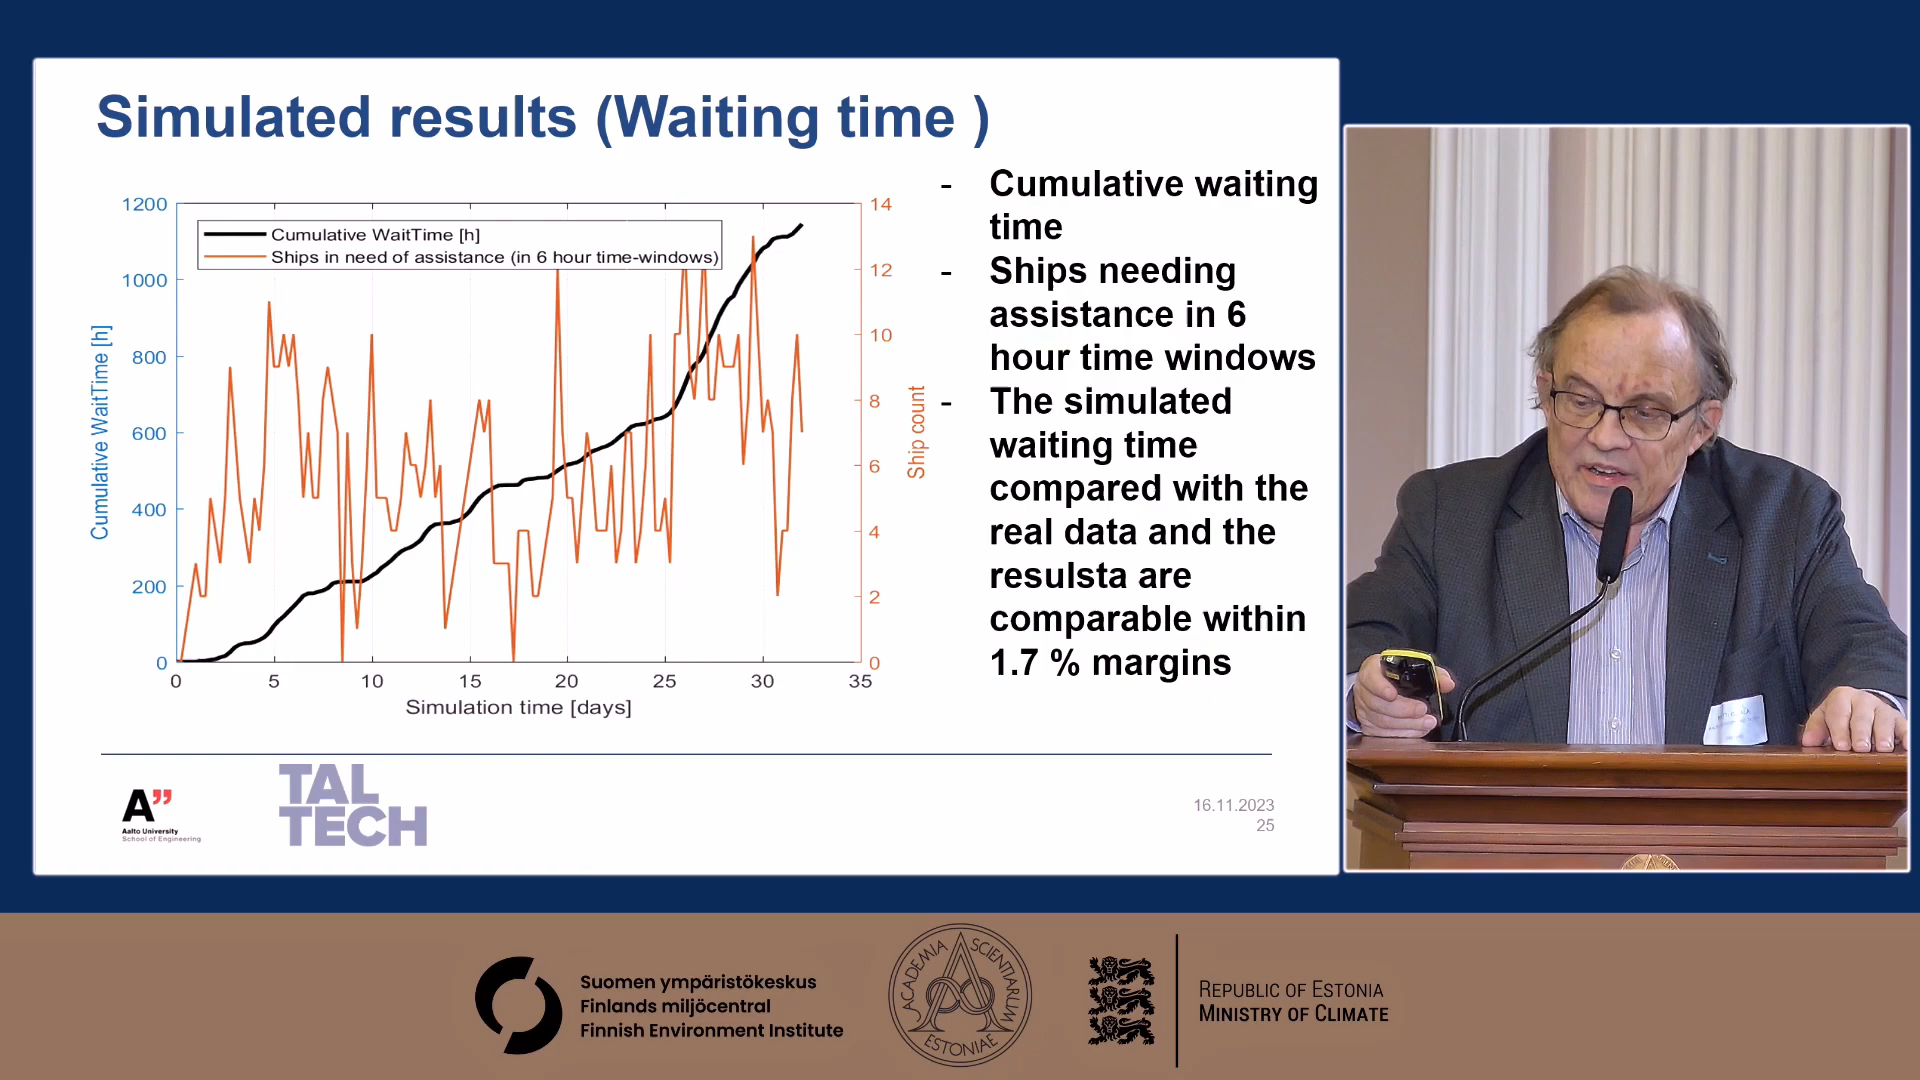 Simulated results (Waiting time )
1200
1000
800
600
400
200
0
Cumulative WaitTime [h]
Cumulative WaitTime [h]
Ships in need of assistance (in 6 hour time-windows)
14
12
10
8
6
4
2
0
Ship count
0 5 10 15 20 25 30 35
Simulation time [days]
- Cumulative waiting
time
- Ships needing
assistance in 6
hour time windows
- The simulated
waiting time
compared with the
real data and the
resulsta are
comparable within
1.7 % margins
A”
Aalto University
School of Engineering
TAL
TECH
16.11.2023
25
Suomen ympäristökeskus
Finlands miljöcentral
Finnish Environment Institute
ACADEMIA SCIENTIARUM
ESTONIAE
REPUBLIC OF ESTONIA
MINISTRY OF CLIMATE